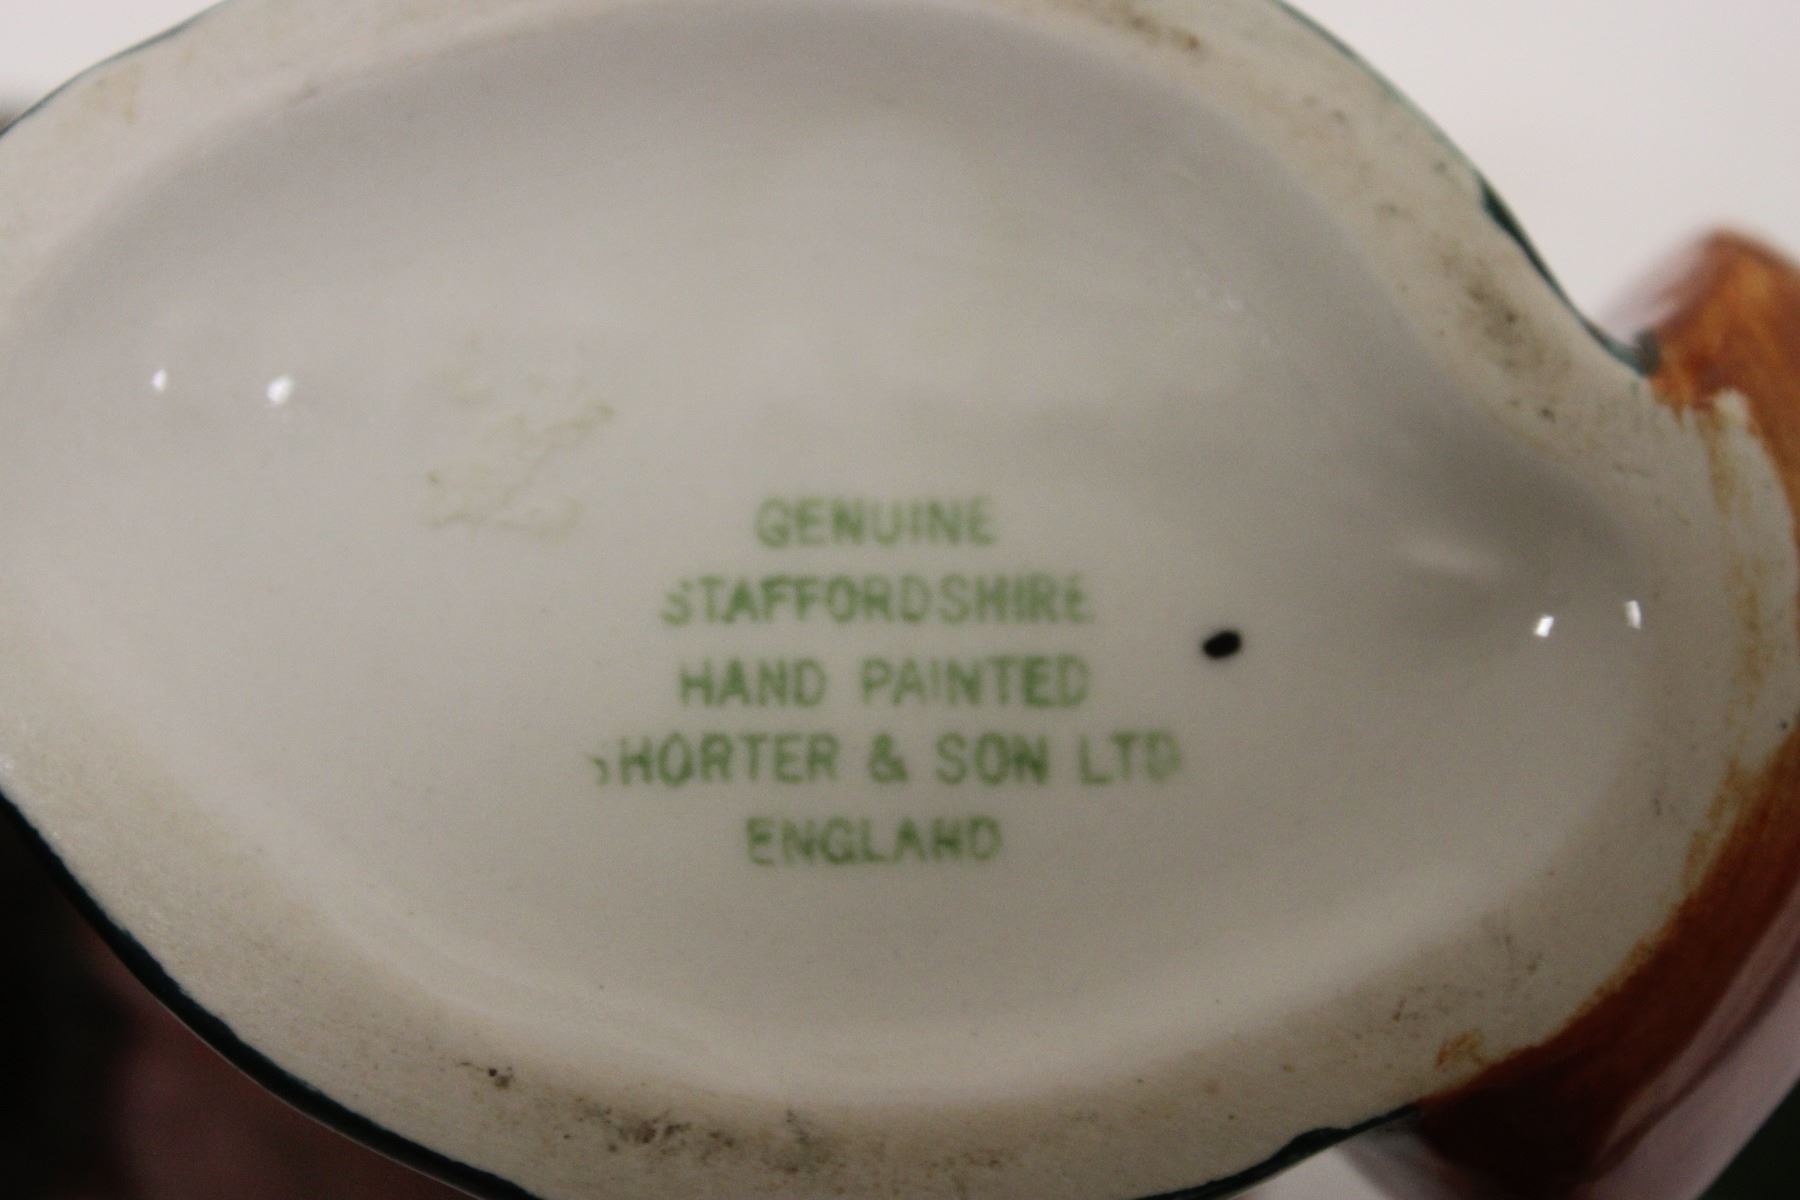 GENUINE
STAFFORDSHIRE
HAND PAINTED
SHORTER & SON LTD
ENGLAND